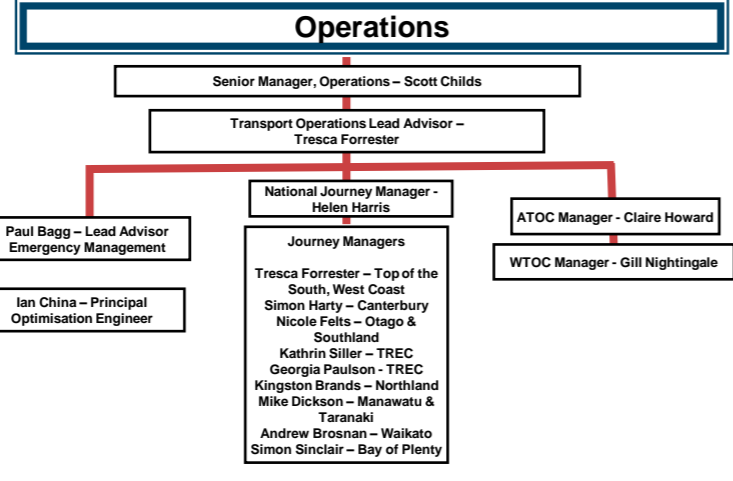 Operations
Senior Manager, Operations – Scott Childs
Transport Operations Lead Advisor –
Tresca Forrester
National Journey Manager -
Helen Harris
ATOC Manager - Claire Howard
Paul Bagg – Lead Advisor
Emergency Management
WTOC Manager - Gill Nightingale
Ian China – Principal
Optimisation Engineer
Journey Managers
Tresca Forrester – Top of the
South, West Coast
Simon Harty – Canterbury
Nicole Felts – Otago &
Southland
Kathrin Siller – TREC
Georgia Paulson - TREC
Kingston Brands – Northland
Mike Dickson – Manawatu &
Taranaki
Andrew Brosnan – Waikato
Simon Sinclair – Bay of Plenty